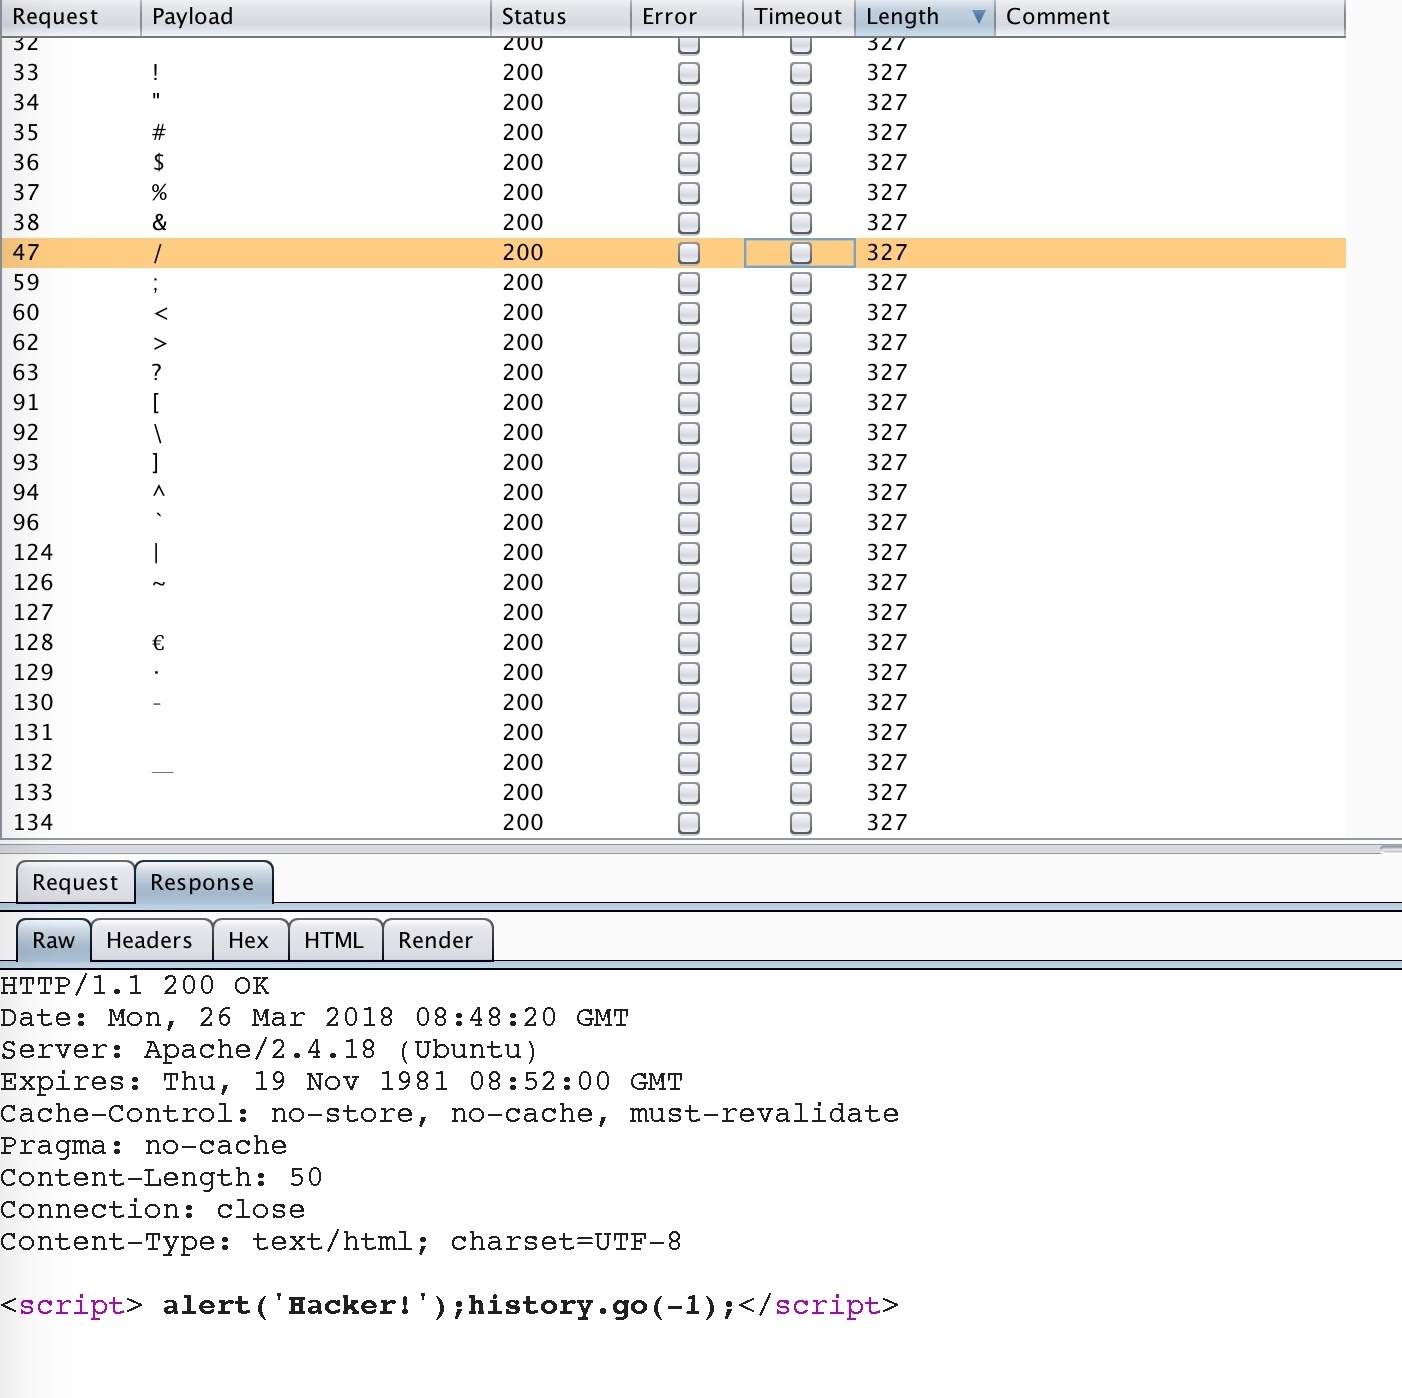 Request Payload Status Error Timeout Length Comment
32 200 327
33 ! 200 327
34 " 200 327
35 # 200 327
36 $ 200 327
37 % 200 327
38 & 200 327
47 / 200 327
59 ; 200 327
60 < 200 327
62 > 200 327
63 ? 200 327
91 [ 200 327
92 \ 200 327
93 ] 200 327
94 ^ 200 327
96 ` 200 327
124 | 200 327
126 ~ 200 327
127 200 327
128 € 200 327
129 · 200 327
130 - 200 327
131 200 327
132 _ 200 327
133 200 327
134 200 327
Request Response
Raw Headers Hex HTML Render
HTTP/1.1 200 OK
Date: Mon, 26 Mar 2018 08:48:20 GMT
Server: Apache/2.4.18 (Ubuntu)
Expires: Thu, 19 Nov 1981 08:52:00 GMT
Cache-Control: no-store, no-cache, must-revalidate
Pragma: no-cache
Content-Length: 50
Connection: close
Content-Type: text/html; charset=UTF-8
<script> alert('Hacker!');history.go(-1);</script>